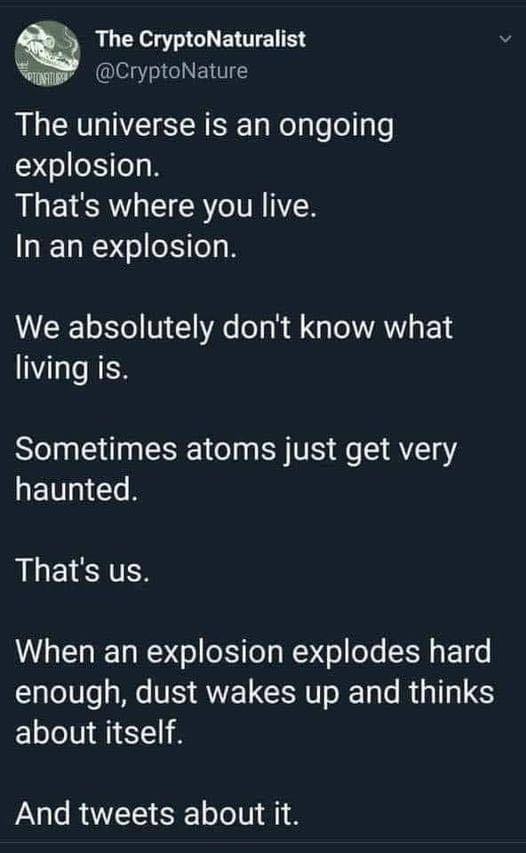 The CryptoNaturalist
@CryptoNature
The universe is an ongoing
explosion.
That's where you live.
In an explosion.
We absolutely don't know what
living is.
Sometimes atoms just get very
haunted.
That's us.
When an explosion explodes hard
enough, dust wakes up and thinks
about itself.
And tweets about it.